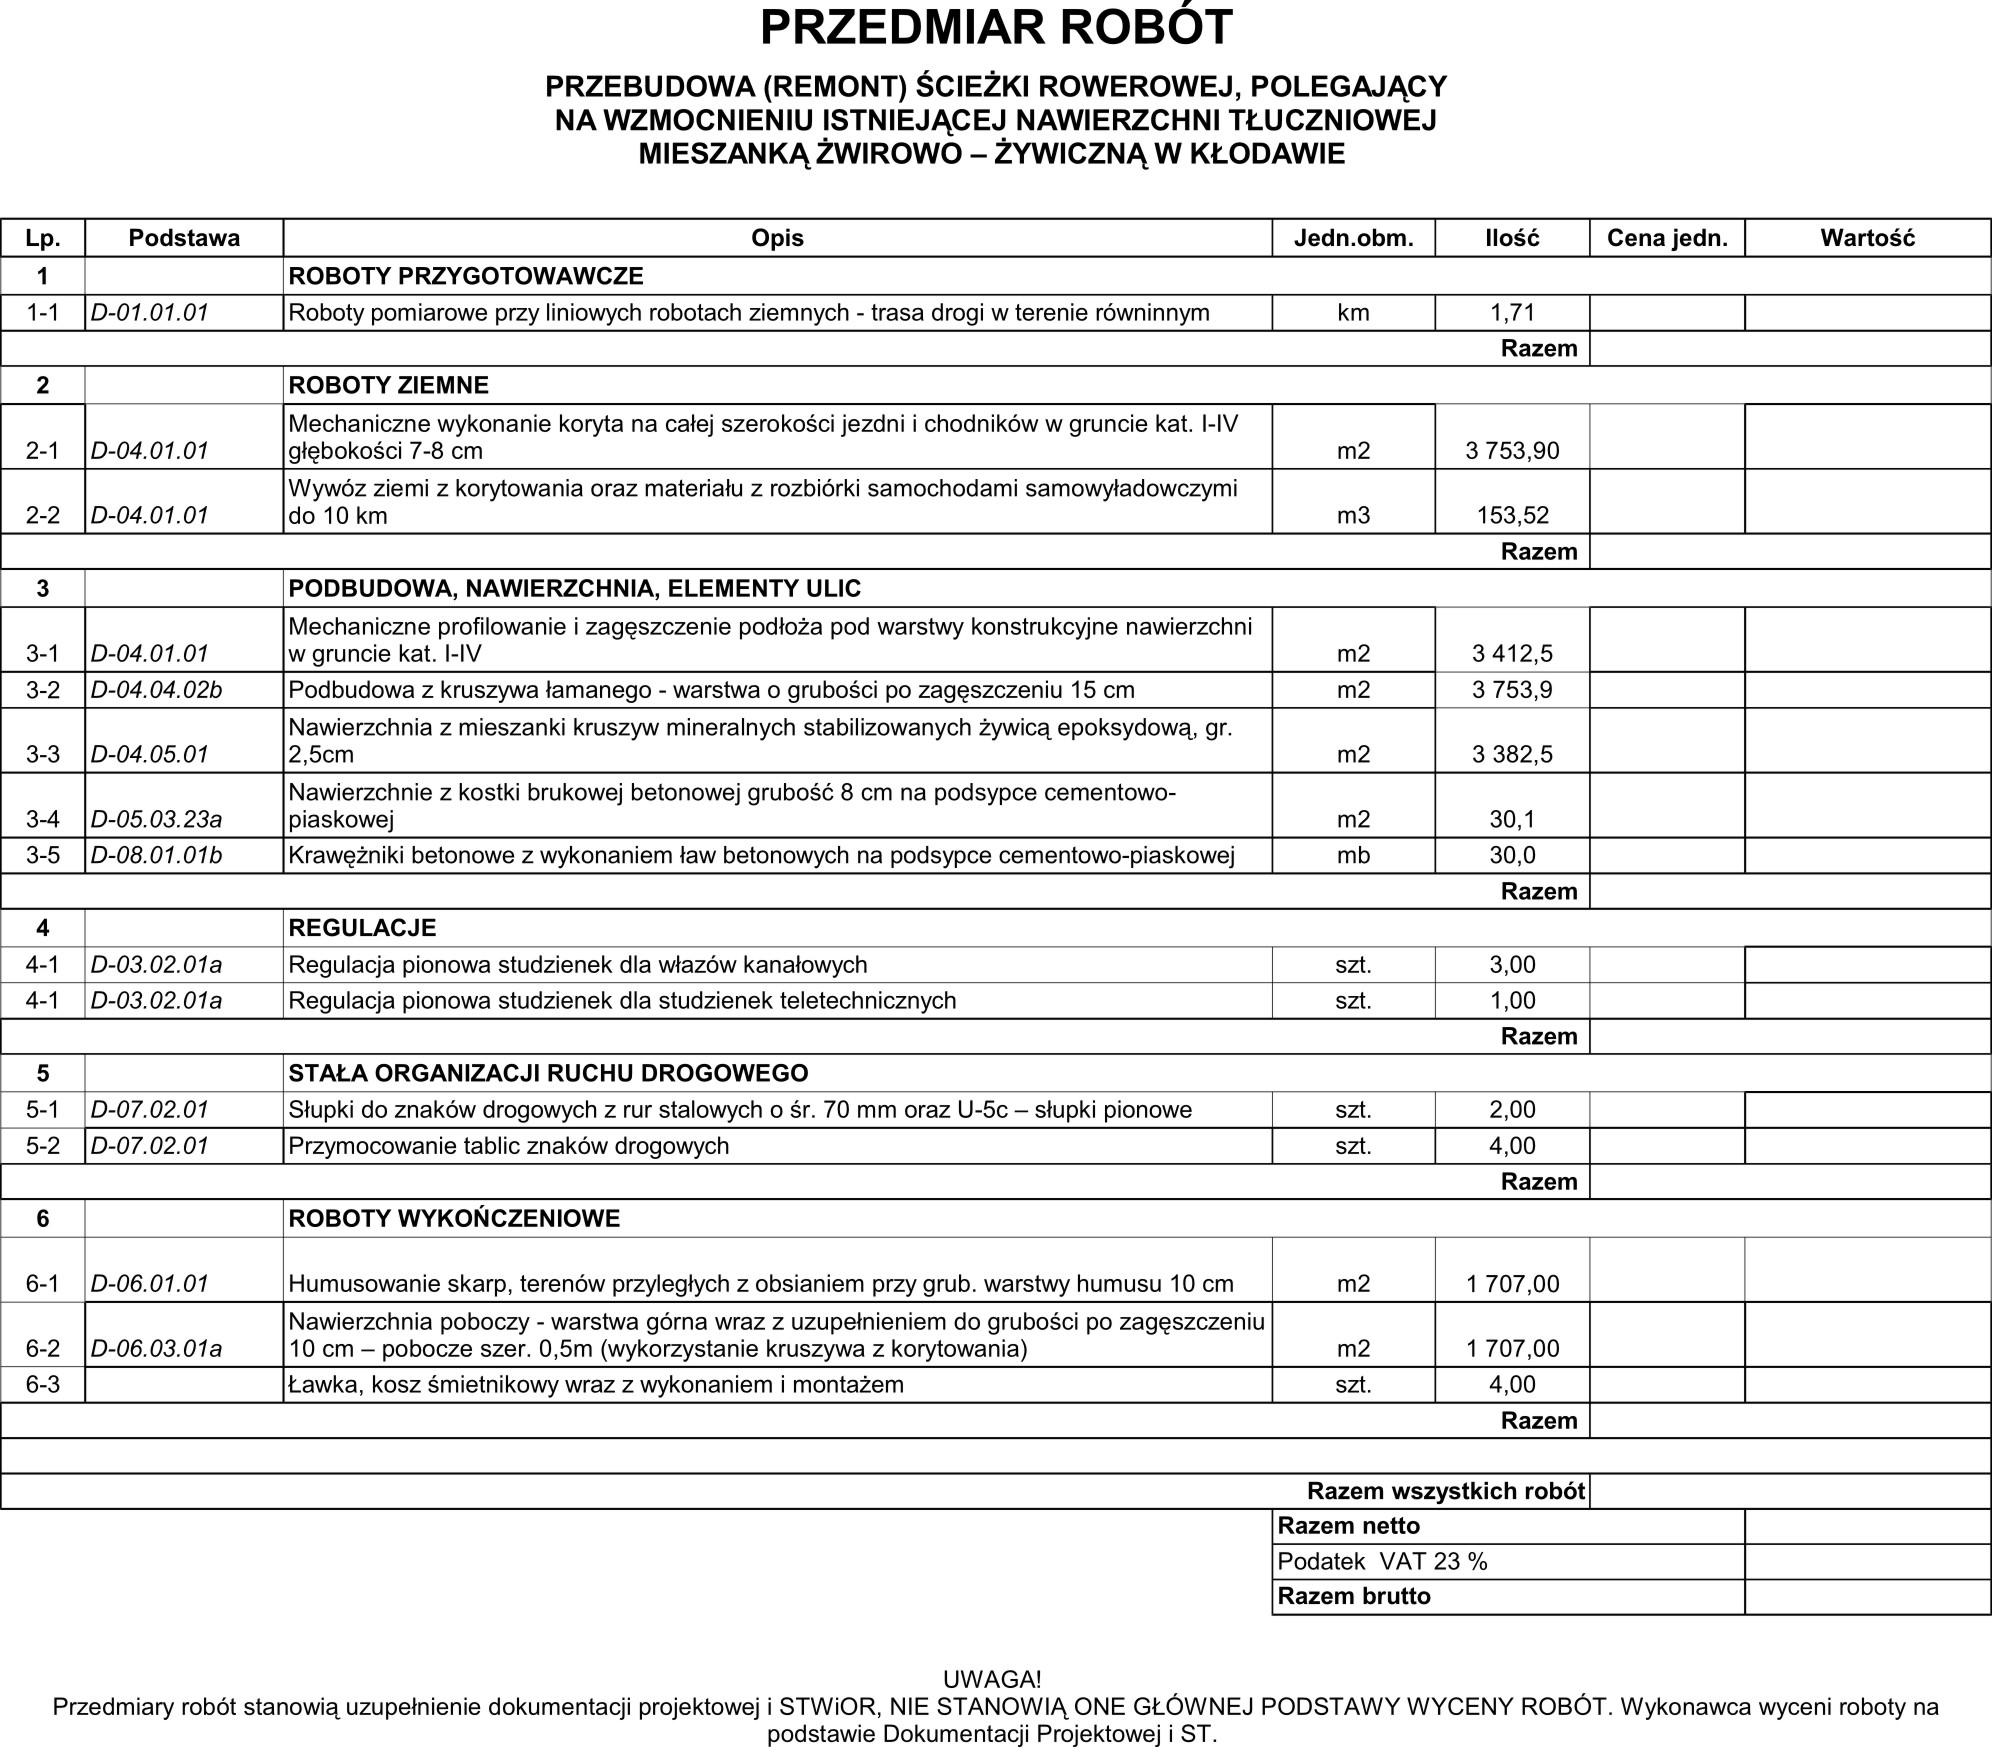 PRZEDMIAR ROBÓT
PRZEBUDOWA (REMONT) ŚCIEŻKI ROWEROWEJ, POLEGAJĄCY
NA WZMOCNIENIU ISTNIEJĄCEJ NAWIERZCHNI TŁUCZNIOWEJ
MIESZANKĄ ŻWIROWO – ŻYWICZNĄ W KŁODAWIE
Lp. Podstawa Opis Jedn.obm. Ilość Cena jedn. Wartość
1 ROBOTY PRZYGOTOWAWCZE
1-1 D-01.01.01 Roboty pomiarowe przy liniowych robotach ziemnych - trasa drogi w terenie równinnym km 1,71
Razem
2 ROBOTY ZIEMNE
Mechaniczne wykonanie koryta na całej szerokości jezdni i chodników w gruncie kat. I-IV
2-1 D-04.01.01 głębokości 7-8 cm m2 3 753,90
Wywóz ziemi z korytowania oraz materiału z rozbiórki samochodami samowyładowczymi
2-2 D-04.01.01 do 10 km m3 153,52
Razem
3 PODBUDOWA, NAWIERZCHNIA, ELEMENTY ULIC
Mechaniczne profilowanie i zagęszczenie podłoża pod warstwy konstrukcyjne nawierzchni
3-1 D-04.01.01 w gruncie kat. I-IV m2 3 412,5
3-2 D-04.04.02b Podbudowa z kruszywa łamanego - warstwa o grubości po zagęszczeniu 15 cm m2 3 753,9
Nawierzchnia z mieszanki kruszyw mineralnych stabilizowanych żywicą epoksydową, gr.
3-3 D-04.05.01 2,5cm m2 3 382,5
Nawierzchnie z kostki brukowej betonowej grubość 8 cm na podsypce cementowo-
3-4 D-05.03.23a piaskowej m2 30,1
3-5 D-08.01.01b Krawężniki betonowe z wykonaniem ław betonowych na podsypce cementowo-piaskowej mb 30,0
Razem
4 REGULACJE
4-1 D-03.02.01a Regulacja pionowa studzienek dla włazów kanałowych szt. 3,00
4-1 D-03.02.01a Regulacja pionowa studzienek dla studzienek teletechnicznych szt. 1,00
Razem
5 STAŁA ORGANIZACJI RUCHU DROGOWEGO
5-1 D-07.02.01 Słupki do znaków drogowych z rur stalowych o śr. 70 mm oraz U-5c – słupki pionowe szt. 2,00
5-2 D-07.02.01 Przymocowanie tablic znaków drogowych szt. 4,00
Razem
6 ROBOTY WYKOŃCZENIOWE
6-1 D-06.01.01 Humusowanie skarp, terenów przyległych z obsianiem przy grub. warstwy humusu 10 cm m2 1 707,00
Nawierzchnia poboczy - warstwa górna wraz z uzupełnieniem do grubości po zagęszczeniu
6-2 D-06.03.01a 10 cm – pobocze szer. 0,5m (wykorzystanie kruszywa z korytowania) m2 1 707,00
6-3 Ławka, kosz śmietnikowy wraz z wykonaniem i montażem szt. 4,00
Razem
Razem wszystkich robót
Razem netto
Podatek VAT 23 %
Razem brutto
UWAGA!
Przedmiary robót stanowią uzupełnienie dokumentacji projektowej i STWiOR, NIE STANOWIĄ ONE GŁÓWNEJ PODSTAWY WYCENY ROBÓT. Wykonawca wyceni roboty na
podstawie Dokumentacji Projektowej i ST.